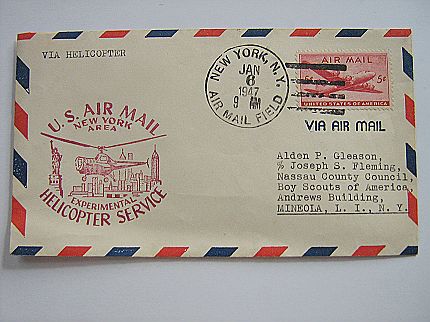 VIA HELICOPTER
NEW YORK, N.Y.
JAN
6
1947
9 AM
AIR MAIL FIELD
AIR MAIL
5¢
UNITED STATES OF AMERICA
VIA AIR MAIL
U.S. AIR MAIL
NEW YORK
AREA
EXPERIMENTAL
HELICOPTER SERVICE
Alden P. Gleason,
% Joseph S. Fleming,
Nassau County Council,
Boy Scouts of America,
Andrews Building,
MINEOLA, L. I., N. Y.